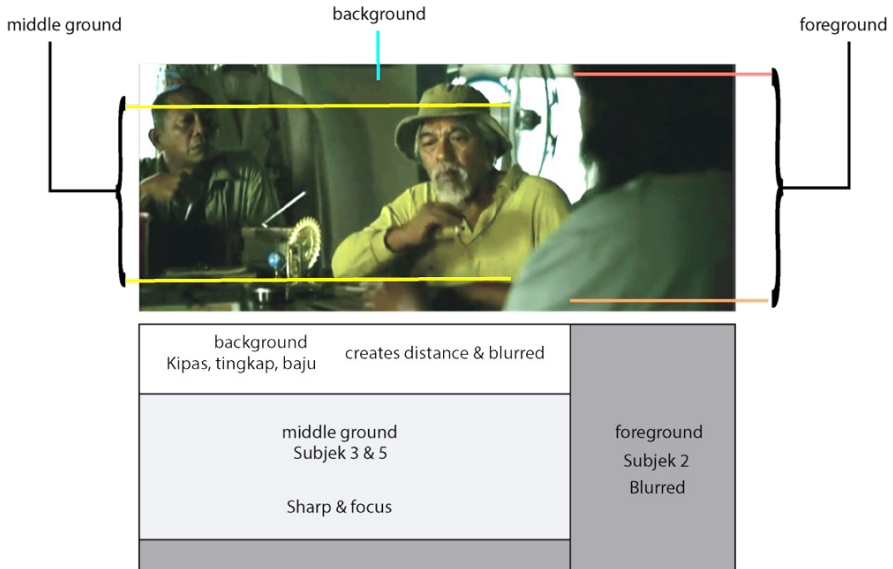 background
middle ground
foreground
background
Kipas, tingkap, baju
creates distance & blurred
middle ground
Subjek 3 & 5
Sharp & focus
foreground
Subjek 2
Blurred